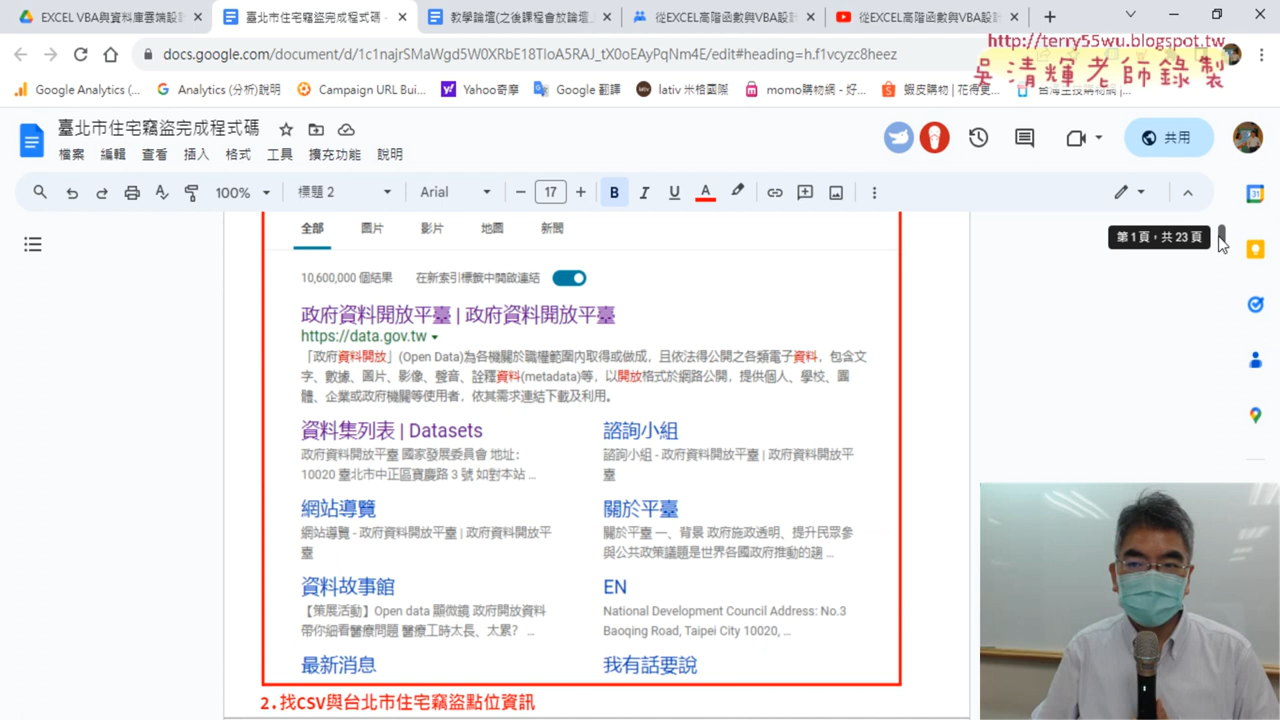 EXCEL VBA與資料庫雲端設計
臺北市住宅竊盜完成程式碼 -
教學論壇(之後課程會放論壇上
從EXCEL高階函數與VBA設計
從EXCEL高階函數與VBA設計
docs.google.com/document/d/1c1najrSMaWgd5W0XRbE18TIoA5RAJ_tX0oEAyPqNm4E/edit#heading=h.f1vcyzc8heez
http://terry55wu.blogspot.tw
吳清輝老師錄製
Google Analytics (...
Analytics (分析)說明
Campaign URL Bui...
Yahoo奇摩
Google 翻譯
lativ 米格國際
momo購物網 - 好...
蝦皮購物 | 花得更...
臺北市住宅竊盜完成程式碼
檔案 編輯 查看 插入 格式 工具 擴充功能 說明
共用
100% 標題 2 Arial 17 B I U A
第 1 頁，共 23 頁
全部 圖片 影片 地圖 新聞
10,600,000 個結果 在新索引標籤中開啟連結
政府資料開放平臺 | 政府資料開放平臺
https://data.gov.tw
「政府資料開放」(Open Data)為各機關於職權範圍內取得或做成，且依法得公開之各類電子資料，包含文
字、數據、圖片、影像、聲音、詮釋資料(metadata)等，以開放格式於網路公開，提供個人、學校、團
體、企業或政府機關等使用者，依其需求連結下載及利用。
資料集列表 | Datasets
政府資料開放平臺 國家發展委員會 地址:
10020 臺北市中正區寶慶路 3 號 如對本站 ...
諮詢小組
諮詢小組 - 政府資料開放平臺 | 政府資料開放平
臺
網站導覽
網站導覽 - 政府資料開放平臺 | 政府資料開放平
臺
關於平臺
關於平臺 一、背景 政府施政透明、提升民眾參
與公共政策議題是世界各國政府推動的趨 ...
資料故事館
【策展活動】Open data 顯微鏡 政府開放資料
帶你細看醫療問題 醫療工時太長、太累? ...
EN
National Development Council Address: No.3
Baoqing Road, Taipei City 10020, ...
最新消息
我有話要說
2.找CSV與台北市住宅竊盜點位資訊